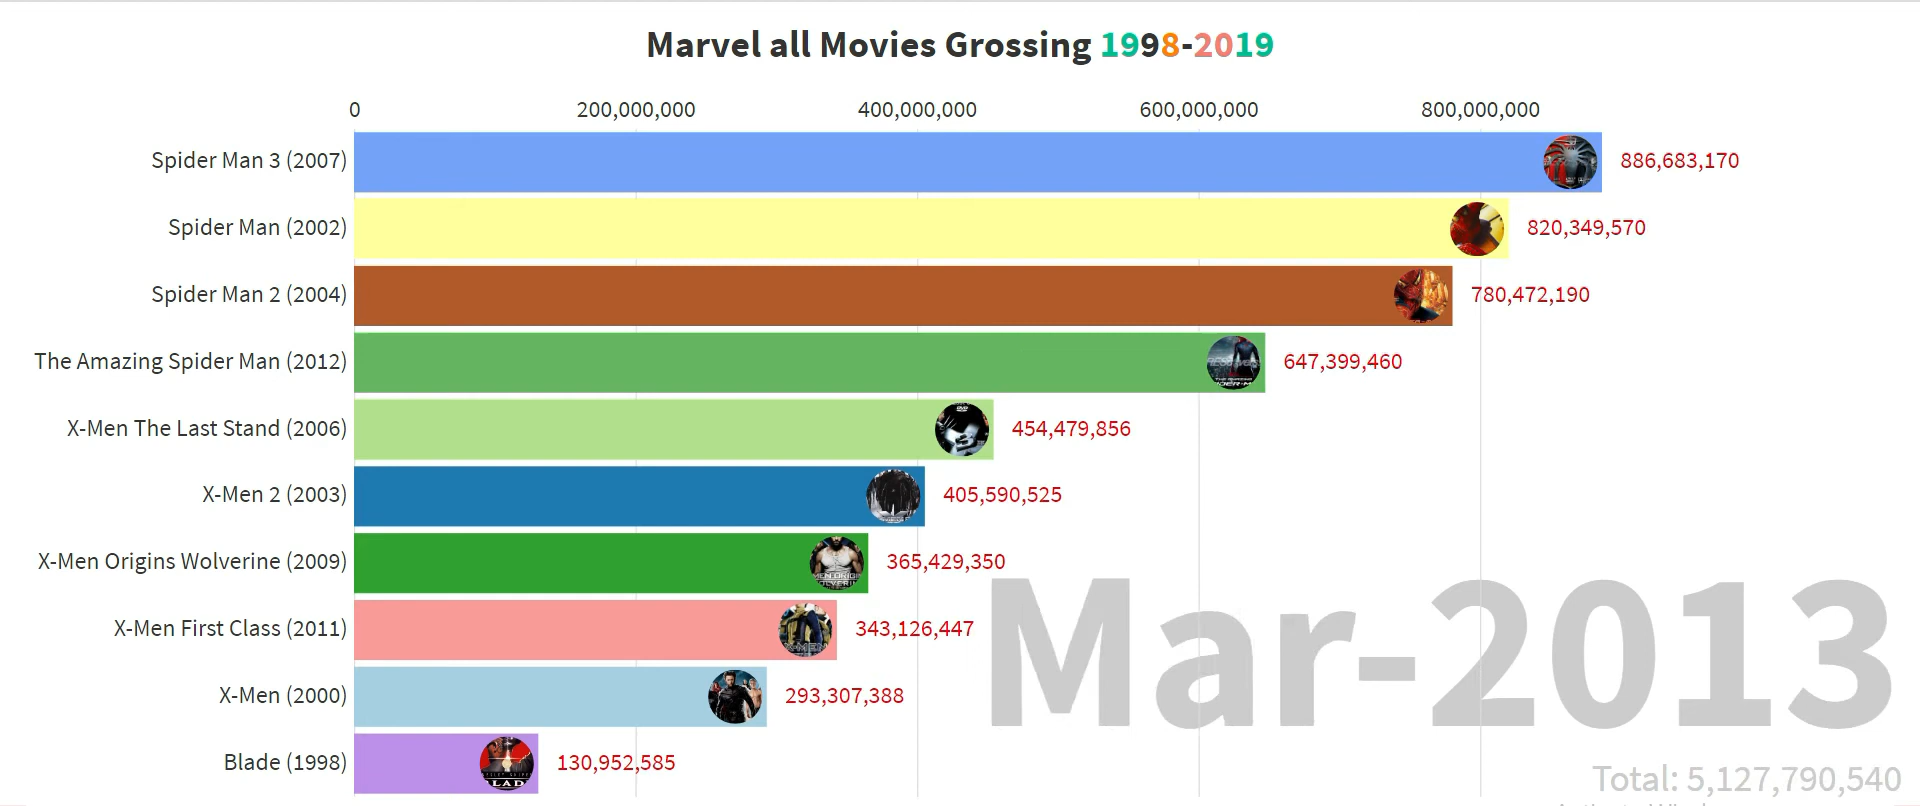 Marvel all Movies Grossing 1998-2019
0 200,000,000 400,000,000 600,000,000 800,000,000
Spider Man 3 (2007) 886,683,170
Spider Man (2002) 820,349,570
Spider Man 2 (2004) 780,472,190
The Amazing Spider Man (2012) 647,399,460
X-Men The Last Stand (2006) 454,479,856
X-Men 2 (2003) 405,590,525
X-Men Origins Wolverine (2009) 365,429,350
X-Men First Class (2011) 343,126,447
X-Men (2000) 293,307,388
Blade (1998) 130,952,585
Mar-2013
Total: 5,127,790,540